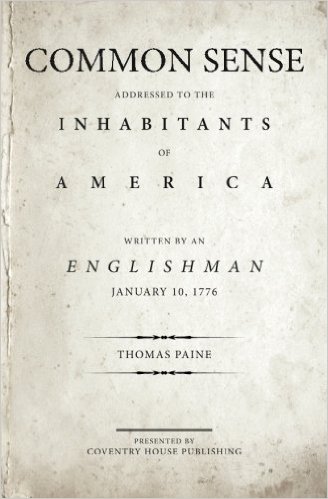 COMMON SENSE
ADDRESSED TO THE
INHABITANTS
OF
AMERICA
WRITTEN BY AN
ENGLISHMAN
JANUARY 10, 1776
THOMAS PAINE
PRESENTED BY
COVENTRY HOUSE PUBLISHING